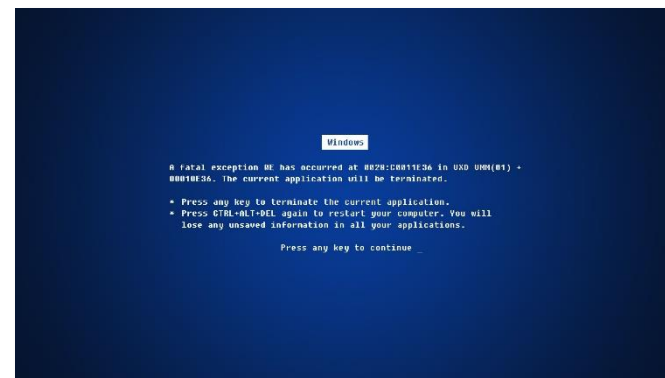 Windows
A fatal exception 0E has occurred at 0028:C0011E36 in VXD VMM(01) +
00010E36. The current application will be terminated.
* Press any key to terminate the current application.
* Press CTRL+ALT+DEL again to restart your computer. You will
lose any unsaved information in all your applications.
Press any key to continue _